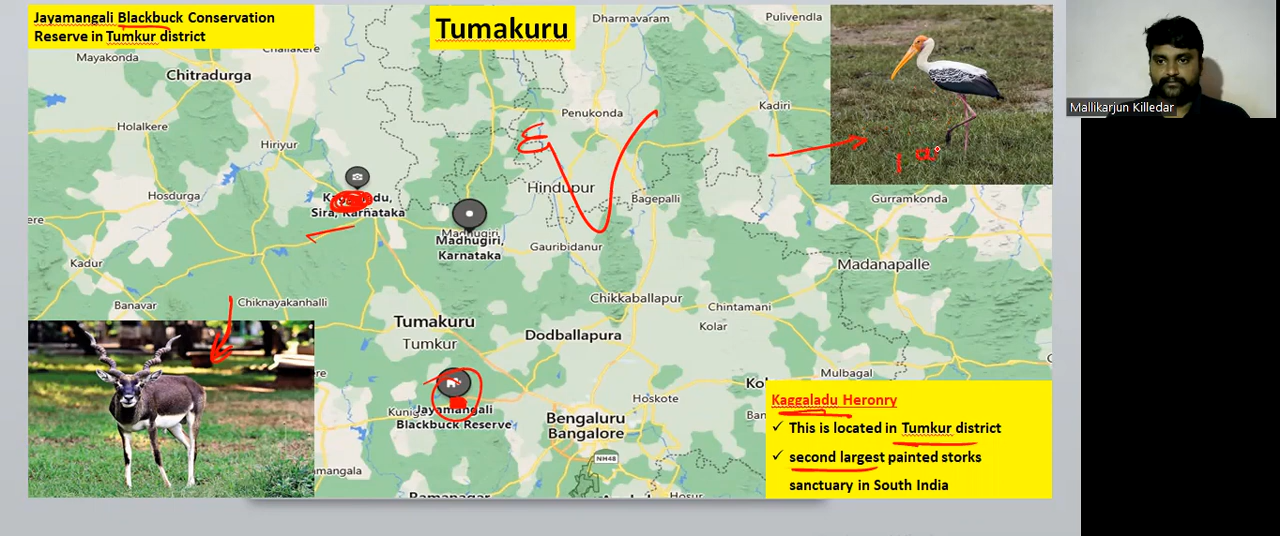 Jayamangali Blackbuck Conservation
Reserve in Tumkur district
Tumakuru
Dharmavaram
Pulivendla
Challakere
Mayakonda
Chitradurga
Holalkere
Hiriyur
Penukonda
Kadiri
Hosdurga
Sira, Karnataka
Hindupur
Bagepalli
Gurramkonda
Madhugiri,
Karnataka
Gauribidanur
Kadur
Madanapalle
Banavar
Chiknayakanhalli
Chikkaballapur
Chintamani
Tumakuru
Tumkur
Dodballapura
Kolar
Mulbagal
Jayamangali
Blackbuck Reserve
Hoskote
Bengaluru
Bangalore
NH48
Kaggaladu Heronry
✓ This is located in Tumkur district
✓ second largest painted storks
sanctuary in South India
Mallikarjun Killedar